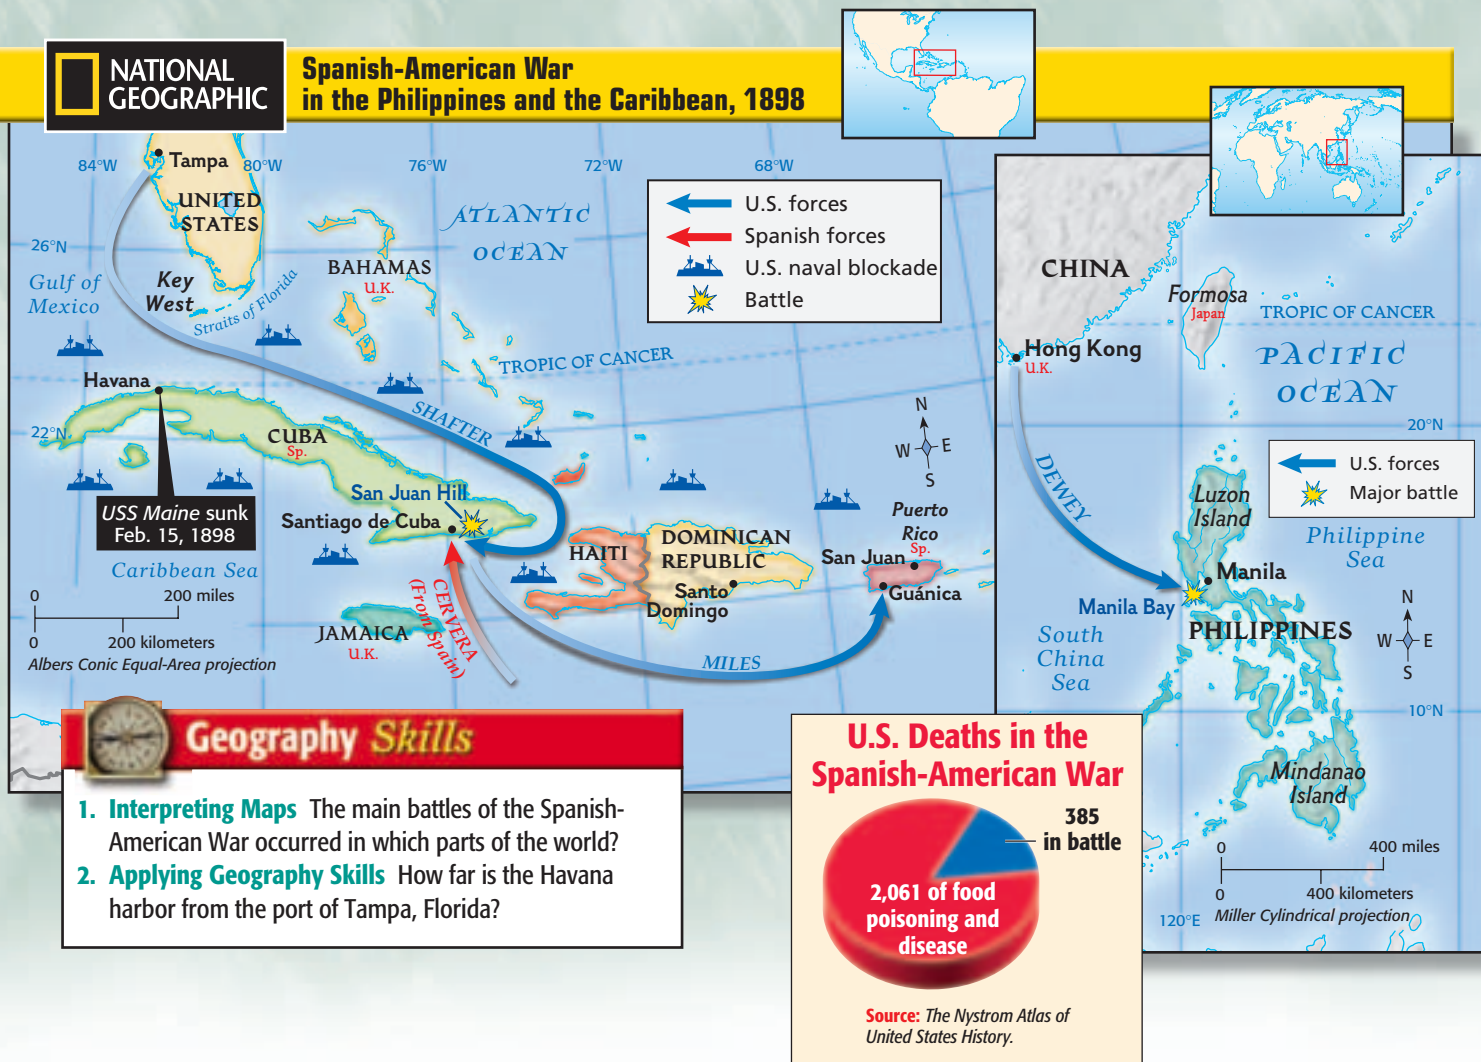 NATIONAL
GEOGRAPHIC
Spanish-American War
in the Philippines and the Caribbean, 1898
84°W
80°W
76°W
72°W
68°W
Tampa
UNITED
STATES
ATLANTIC
OCEAN
26°N
Gulf of
Mexico
Key
West
Straits of Florida
BAHAMAS
U.K.
U.S. forces
Spanish forces
U.S. naval blockade
Battle
TROPIC OF CANCER
Havana
SHAFTER
22°N
CUBA
Sp.
San Juan Hill
Santiago de Cuba
USS Maine sunk
Feb. 15, 1898
Caribbean Sea
0
200 miles
0
200 kilometers
Albers Conic Equal-Area projection
JAMAICA
U.K.
CERVERA
(From Spain)
HAITI
DOMINICAN
REPUBLIC
Santo
Domingo
MILES
N
W
E
S
Puerto
Rico
Sp.
San Juan
Guánica
CHINA
Formosa
Japan
TROPIC OF CANCER
Hong Kong
U.K.
PACIFIC
OCEAN
20°N
DEWEY
U.S. forces
Major battle
Luzon
Island
Philippine
Sea
Manila
Manila Bay
PHILIPPINES
South
China
Sea
N
W
E
S
10°N
Mindanao
Island
0
400 miles
0
400 kilometers
120°E
Miller Cylindrical projection
Geography Skills
1. Interpreting Maps The main battles of the Spanish-
American War occurred in which parts of the world?
2. Applying Geography Skills How far is the Havana
harbor from the port of Tampa, Florida?
U.S. Deaths in the
Spanish-American War
385
in battle
2,061 of food
poisoning and
disease
Source: The Nystrom Atlas of
United States History.